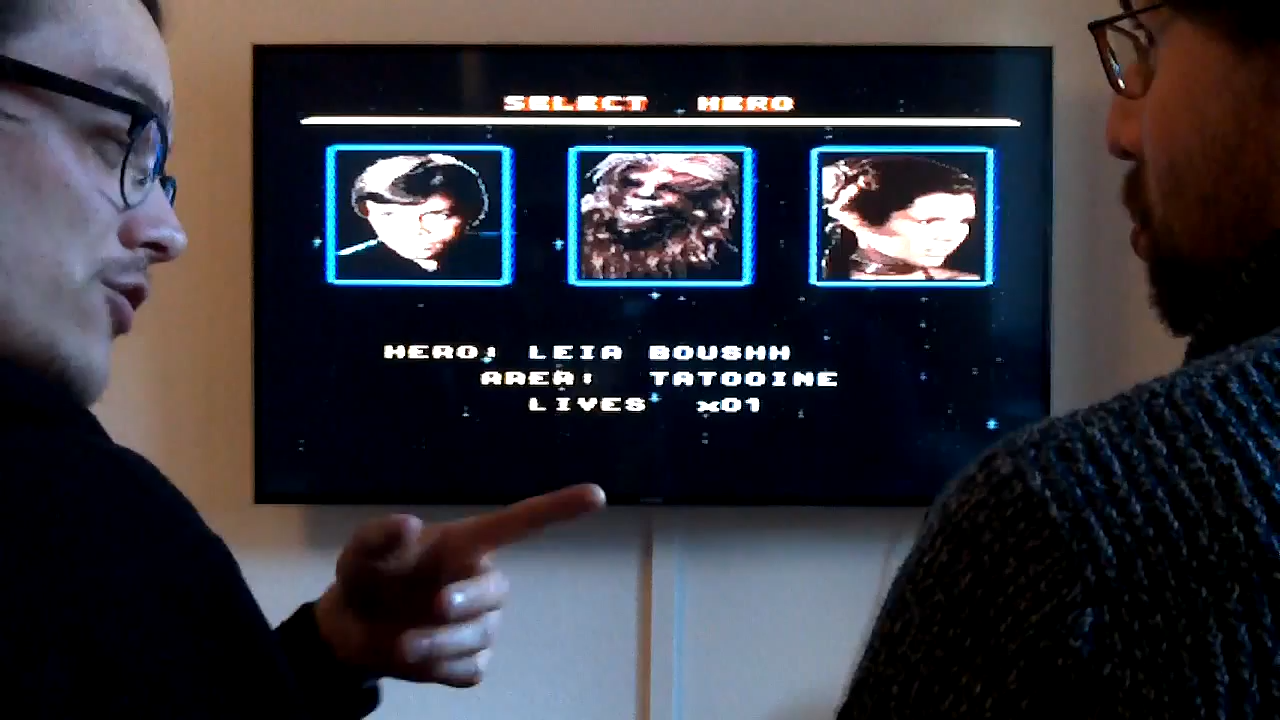 SELECT HERO
HERO: LEIA BOUSHH
AREA: TATOOINE
LIVES x01